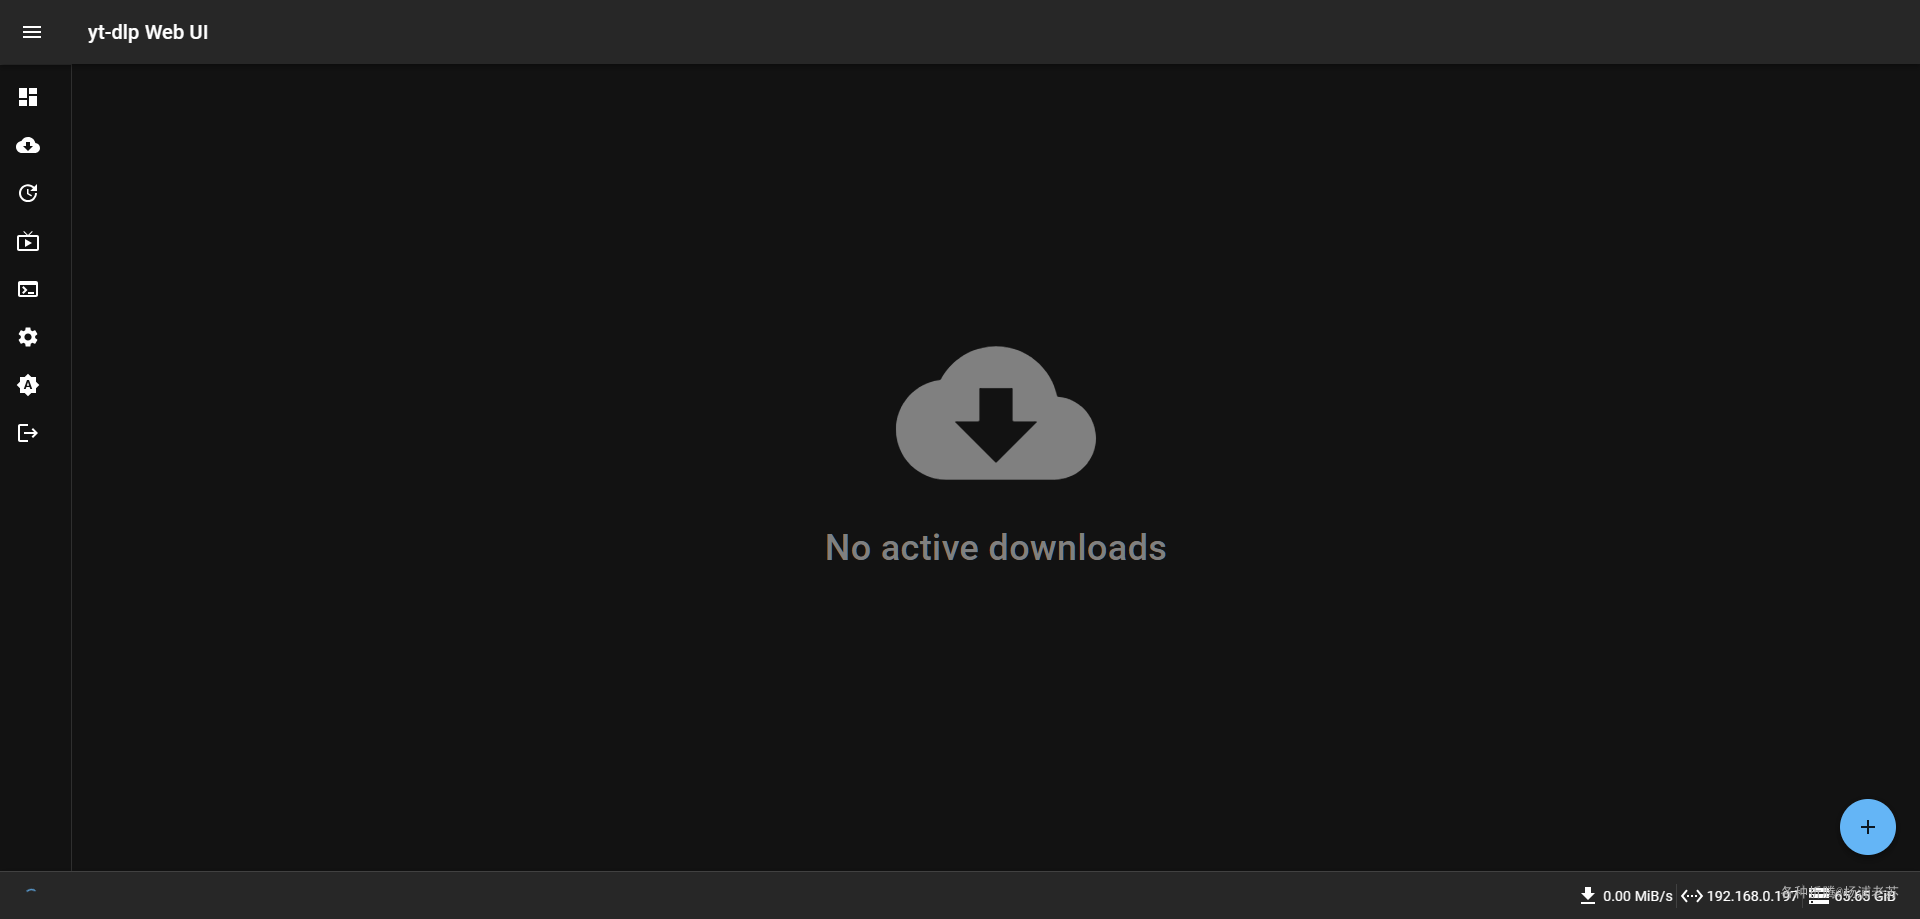 yt-dlp Web UI
A
No active downloads
0.00 MiB/s
192.168.0.197
65.65 GiB